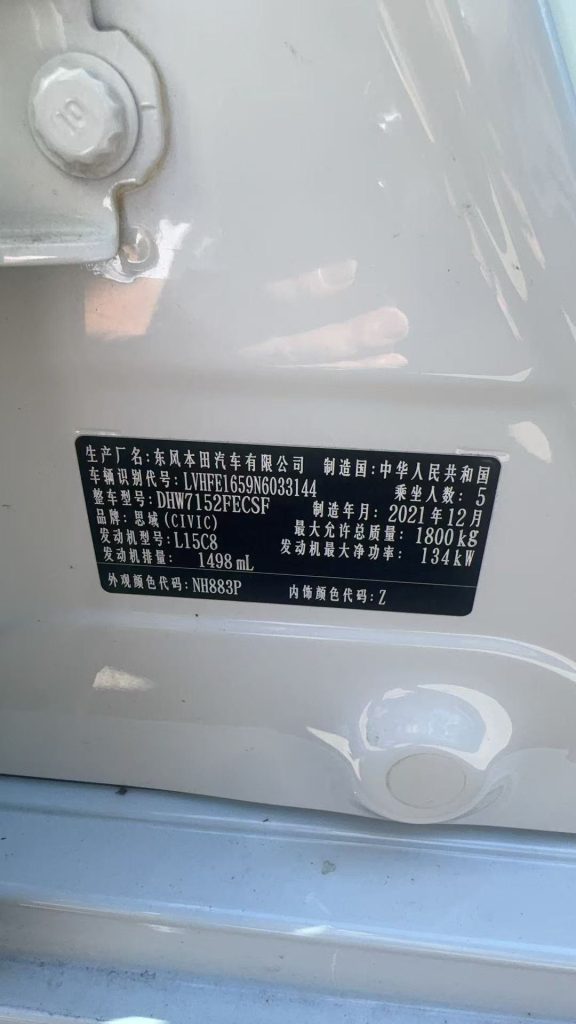 10
生产厂名:东风本田汽车有限公司 制造国:中华人民共和国
车辆识别代号:LVHFE1659N6033144 乘坐人数:5
整车型号:DHW7152FECSF 制造年月:2021年12月
品牌:思域(CIVIC) 最大允许总质量:1800kg
发动机型号:L15C8 发动机最大净功率:134kW
发动机排量:1498mL
外观颜色代码:NH883P 内饰颜色代码:Z